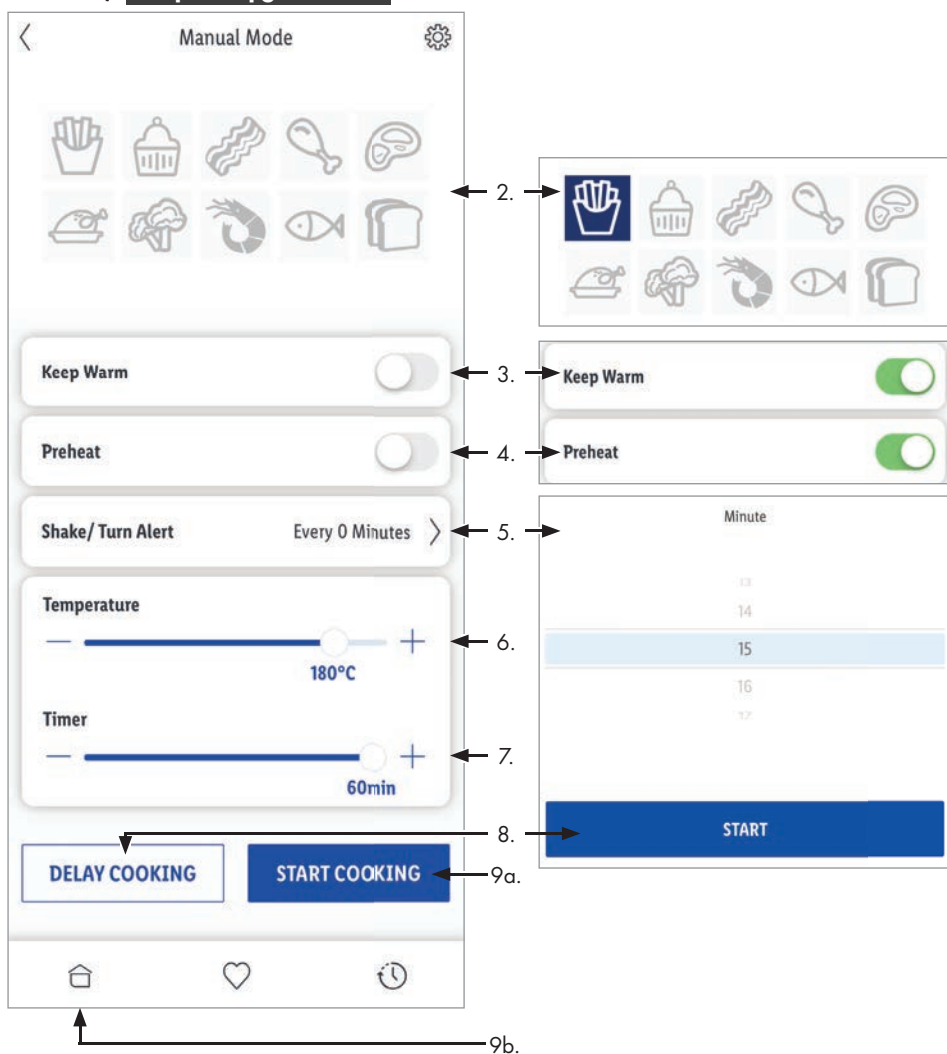 Manual Mode
2.
Keep Warm
3.
Keep Warm
Preheat
4.
Preheat
Shake/ Turn Alert
Every 0 Minutes
5.
Minute
14
15
16
Temperature
6.
180°C
Timer
7.
60min
8.
START
DELAY COOKING
START COOKING
9a.
9b.